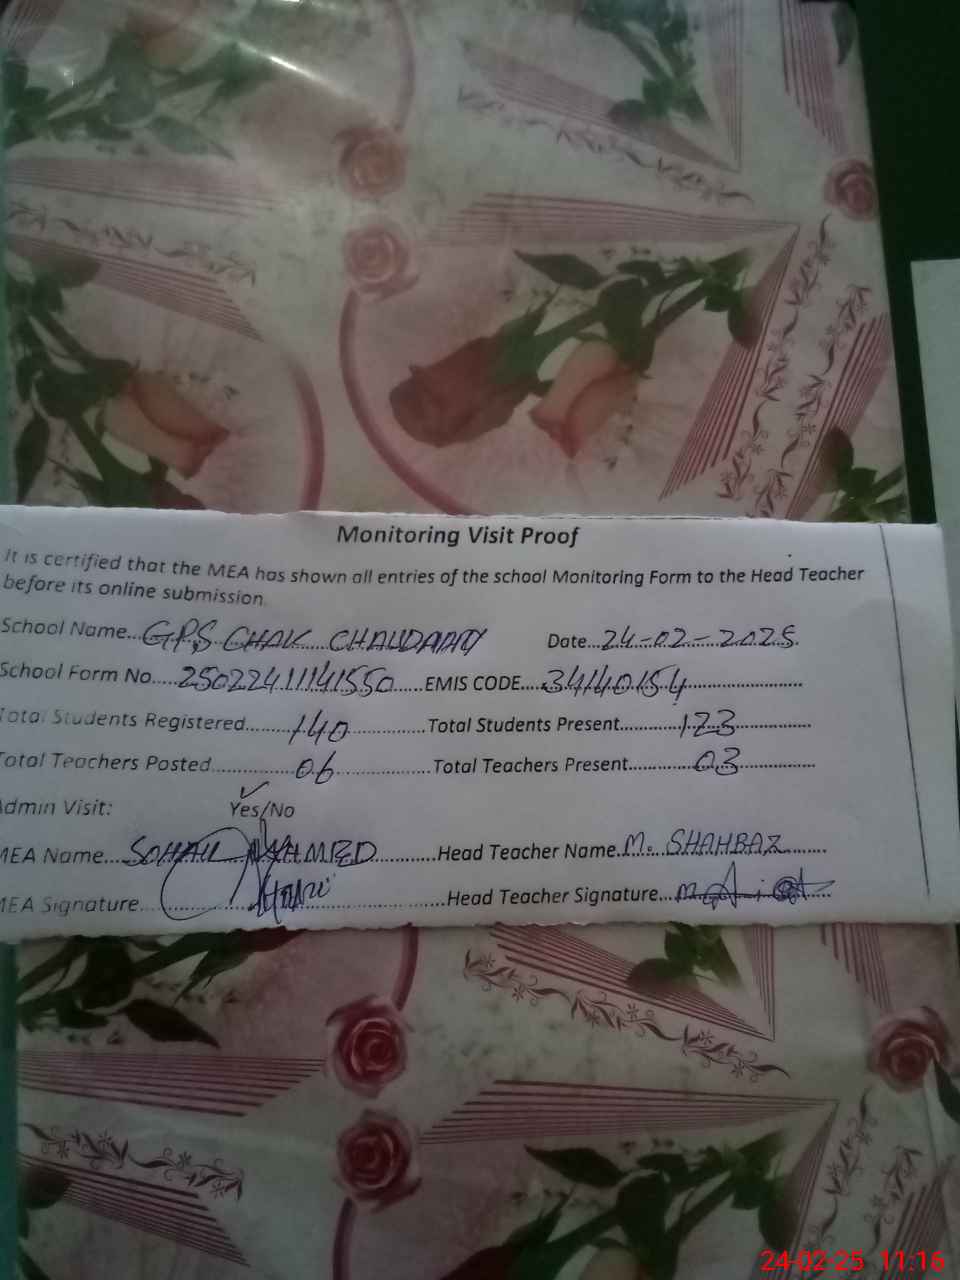 Monitoring Visit Proof
It is certified that the MEA has shown all entries of the school Monitoring Form to the Head Teacher
before its online submission.
School Name...GPS CHAK CHAUDARAY Date...24-02-2025
School Form No.....25022411141550......EMIS CODE....34140154
Total Students Registered..........140...........Total Students Present..........123
Total Teachers Posted............06..............Total Teachers Present..........03
Admin Visit: Yes/No
MEA Name...SOHAIL AHMED............Head Teacher Name.M. SHAHBAZ
MEA Signature...Head Teacher Signature...
24-02-25 11:16